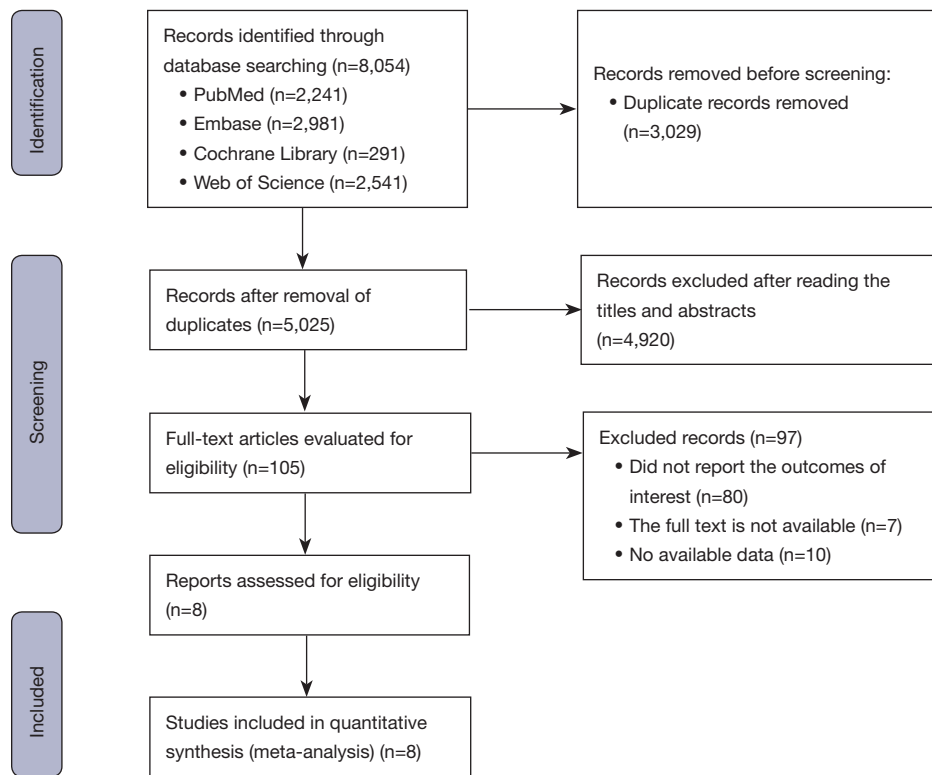 Identification
Records identified through
database searching (n=8,054)
• PubMed (n=2,241)
• Embase (n=2,981)
• Cochrane Library (n=291)
• Web of Science (n=2,541)
Records removed before screening:
• Duplicate records removed
(n=3,029)
Screening
Records after removal of
duplicates (n=5,025)
Records excluded after reading the
titles and abstracts
(n=4,920)
Full-text articles evaluated for
eligibility (n=105)
Excluded records (n=97)
• Did not report the outcomes of
interest (n=80)
• The full text is not available (n=7)
• No available data (n=10)
Reports assessed for eligibility
(n=8)
Included
Studies included in quantitative
synthesis (meta-analysis) (n=8)